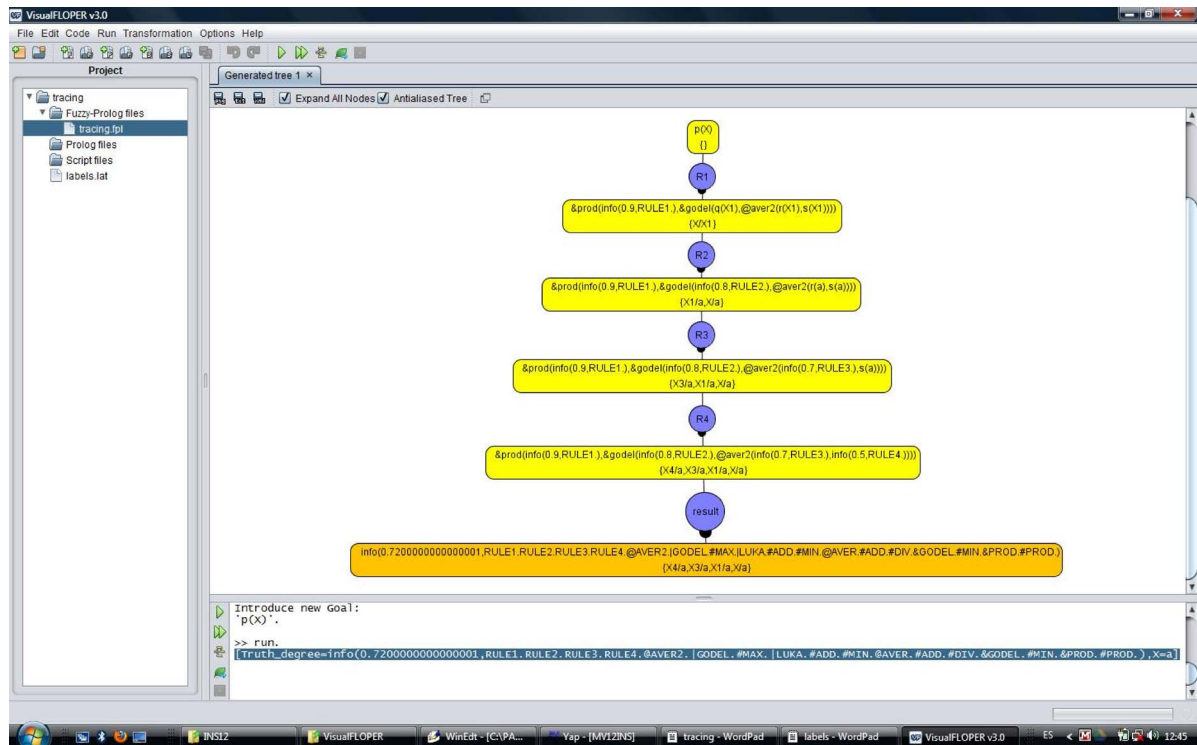 VisualFLOPER v3.0
File Edit Code Run Transformation Options Help
Project
Generated tree 1 ×
tracing
Fuzzy-Prolog files
tracing.fpl
Prolog files
Script files
labels.lat
Expand All Nodes Antialiased Tree
p(X)
{}
R1
&prod(info(0.9,RULE1.),&godel(q(X1),@aver2(r(X1),s(X1))))
{X/X1}
R2
&prod(info(0.9,RULE1.),&godel(info(0.8,RULE2.),@aver2(r(a),s(a))))
{X1/a,X/a}
R3
&prod(info(0.9,RULE1.),&godel(info(0.8,RULE2.),@aver2(info(0.7,RULE3.),s(a))))
{X3/a,X1/a,X/a}
R4
&prod(info(0.9,RULE1.),&godel(info(0.8,RULE2.),@aver2(info(0.7,RULE3.),info(0.5,RULE4.))))
{X4/a,X3/a,X1/a,X/a}
result
info(0.7200000000000001,RULE1.RULE2.RULE3.RULE4.@AVER2.|GODEL.#MAX.|LUKA.#ADD.#MIN.@AVER.#ADD.#DIV.&GODEL.#MIN.&PROD.#PROD.)
{X4/a,X3/a,X1/a,X/a}
Introduce new Goal:
`p(X)`.
>> run.
[Truth_degree=info(0.7200000000000001,RULE1.RULE2.RULE3.RULE4.@AVER2.|GODEL.#MAX.|LUKA.#ADD.#MIN.@AVER.#ADD.#DIV.&GODEL.#MIN.&PROD.#PROD.),X=a]
INS12 VisualFLOPER WinEdt - [C:\PA... Yap - [MV12INS] tracing - WordPad labels - WordPad VisualFLOPER v3.0 ES < 12:45